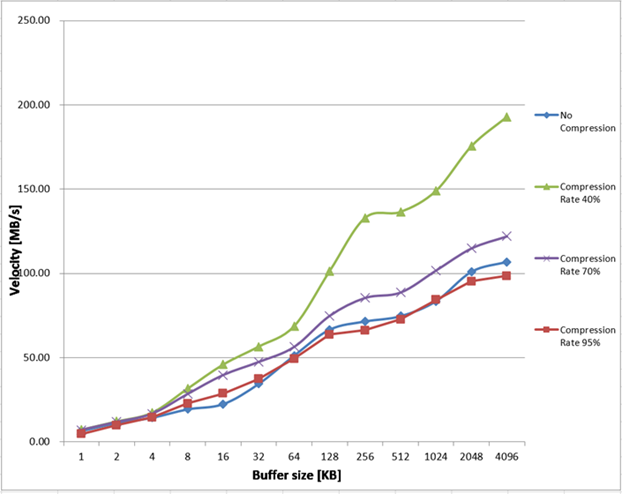 250.00
200.00
150.00
100.00
50.00
0.00
Velocity [MB/s]
1 2 4 8 16 32 64 128 256 512 1024 2048 4096
Buffer size [KB]
No
Compression
Compression
Rate 40%
Compression
Rate 70%
Compression
Rate 95%